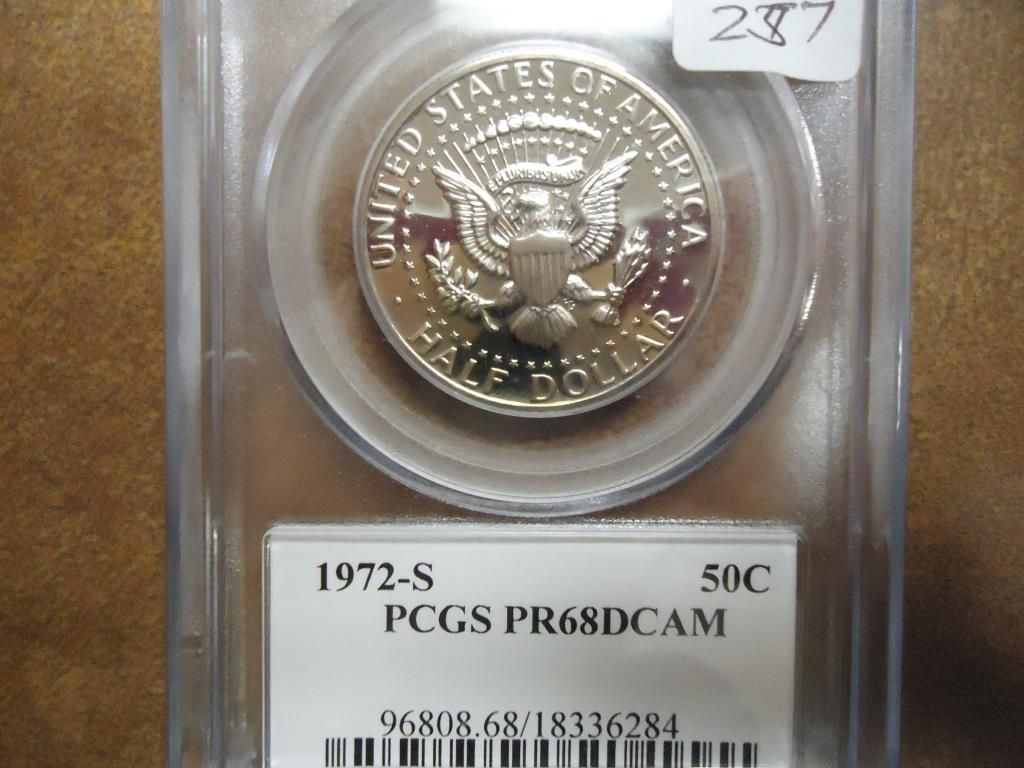 287
UNITED STATES OF AMERICA
E PLURIBUS UNUM
HALF DOLLAR
1972-S 50C
PCGS PR68DCAM
96808.68/18336284